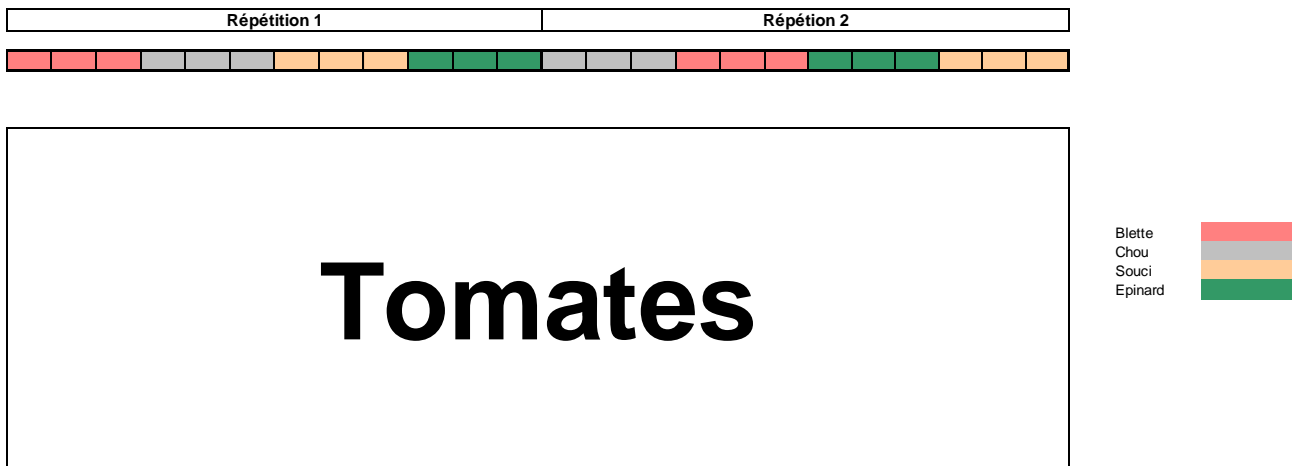 Répétition 1
Répétion 2
Tomates
Blette
Chou
Souci
Epinard